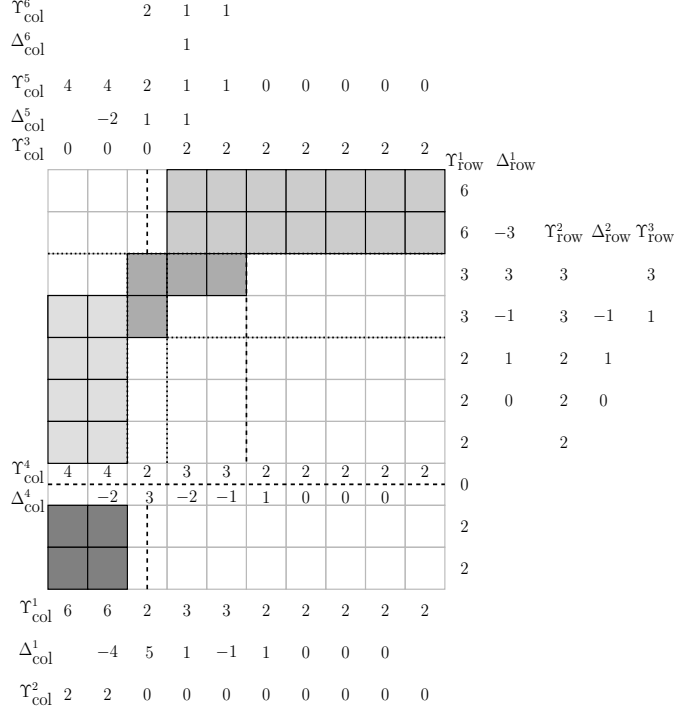 Υ⁶col 2 1 1
Δ⁶col 1
Υ⁵col 4 4 2 1 1 0 0 0 0 0
Δ⁵col −2 1 1
Υ³col 0 0 0 2 2 2 2 2 2 2
Υ¹row Δ¹row
6
6 −3 Υ²row Δ²row Υ³row
3 3 3 3
3 −1 3 −1 1
2 1 2 1
2 0 2 0
2 2
Υ⁴col 4 4 2 3 3 2 2 2 2 2
0
Δ⁴col −2 3 −2 −1 1 0 0 0
2
2
Υ¹col 6 6 2 3 3 2 2 2 2 2
Δ¹col −4 5 1 −1 1 0 0 0
Υ²col 2 2 0 0 0 0 0 0 0 0